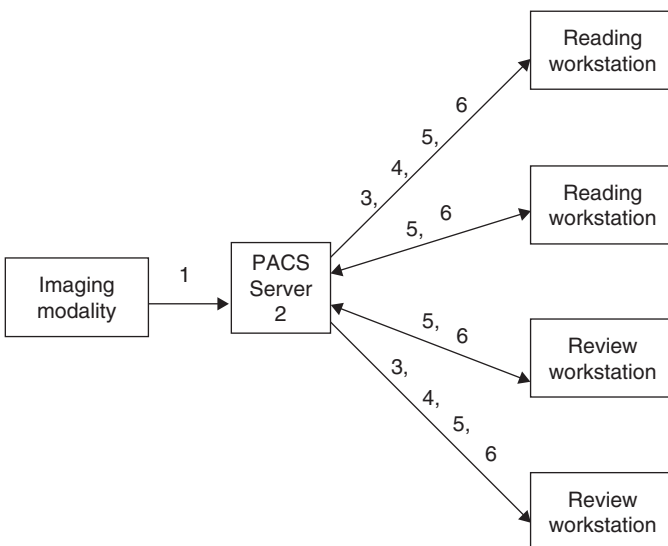 Reading
workstation
6
5,
4,
3,
Reading
workstation
5, 6
Imaging
modality
1
PACS
Server
2
5,
6
Review
workstation
3,
4,
5,
6
Review
workstation